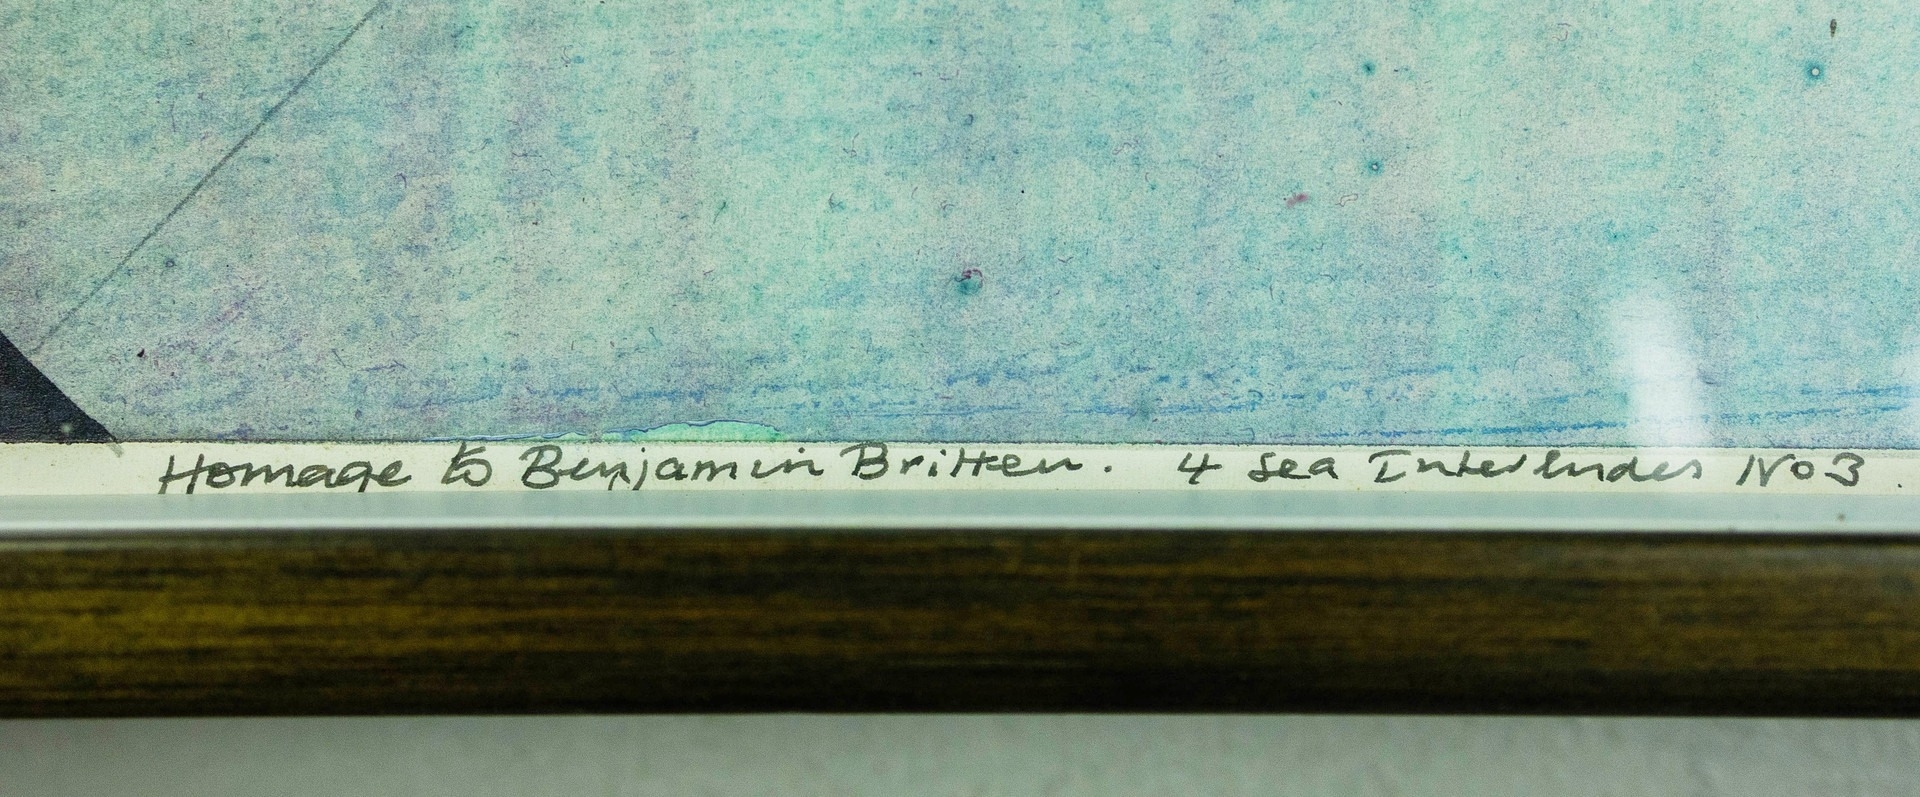 Homage to Benjamin Britten. 4 Sea Interludes No 3.